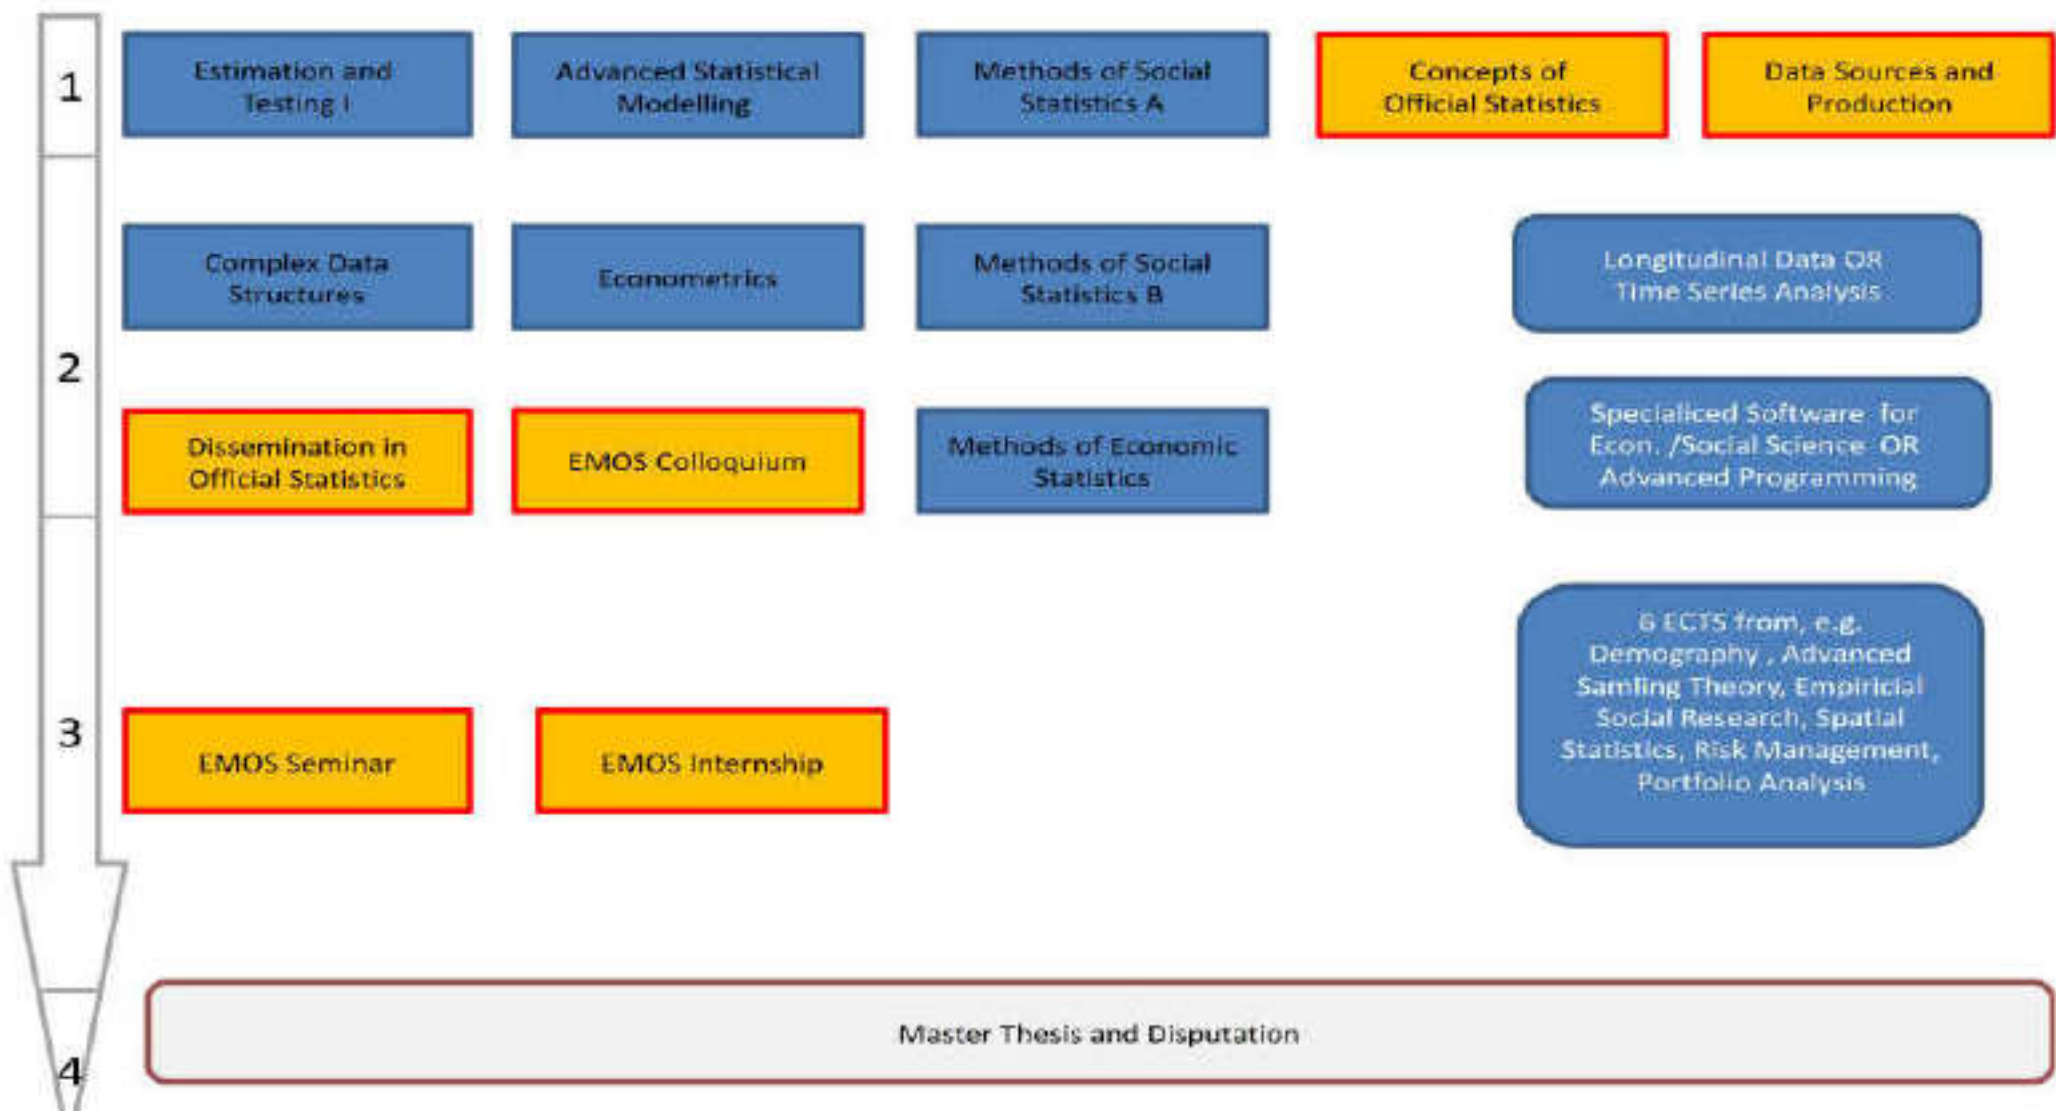 1
Estimation and
Testing I
Advanced Statistical
Modelling
Methods of Social
Statistics A
Concepts of
Official Statistics
Data Sources and
Production
2
Complex Data
Structures
Econometrics
Methods of Social
Statistics B
Longitudinal Data OR
Time Series Analysis
Dissemination in
Official Statistics
EMOS Colloquium
Methods of Economic
Statistics
Specialiced Software for
Econ. /Social Science OR
Advanced Programming
3
EMOS Seminar
EMOS Internship
6 ECTS from, e.g.
Demography , Advanced
Samling Theory, Empiricial
Social Research, Spatial
Statistics, Risk Management,
Portfolio Analysis
4
Master Thesis and Disputation